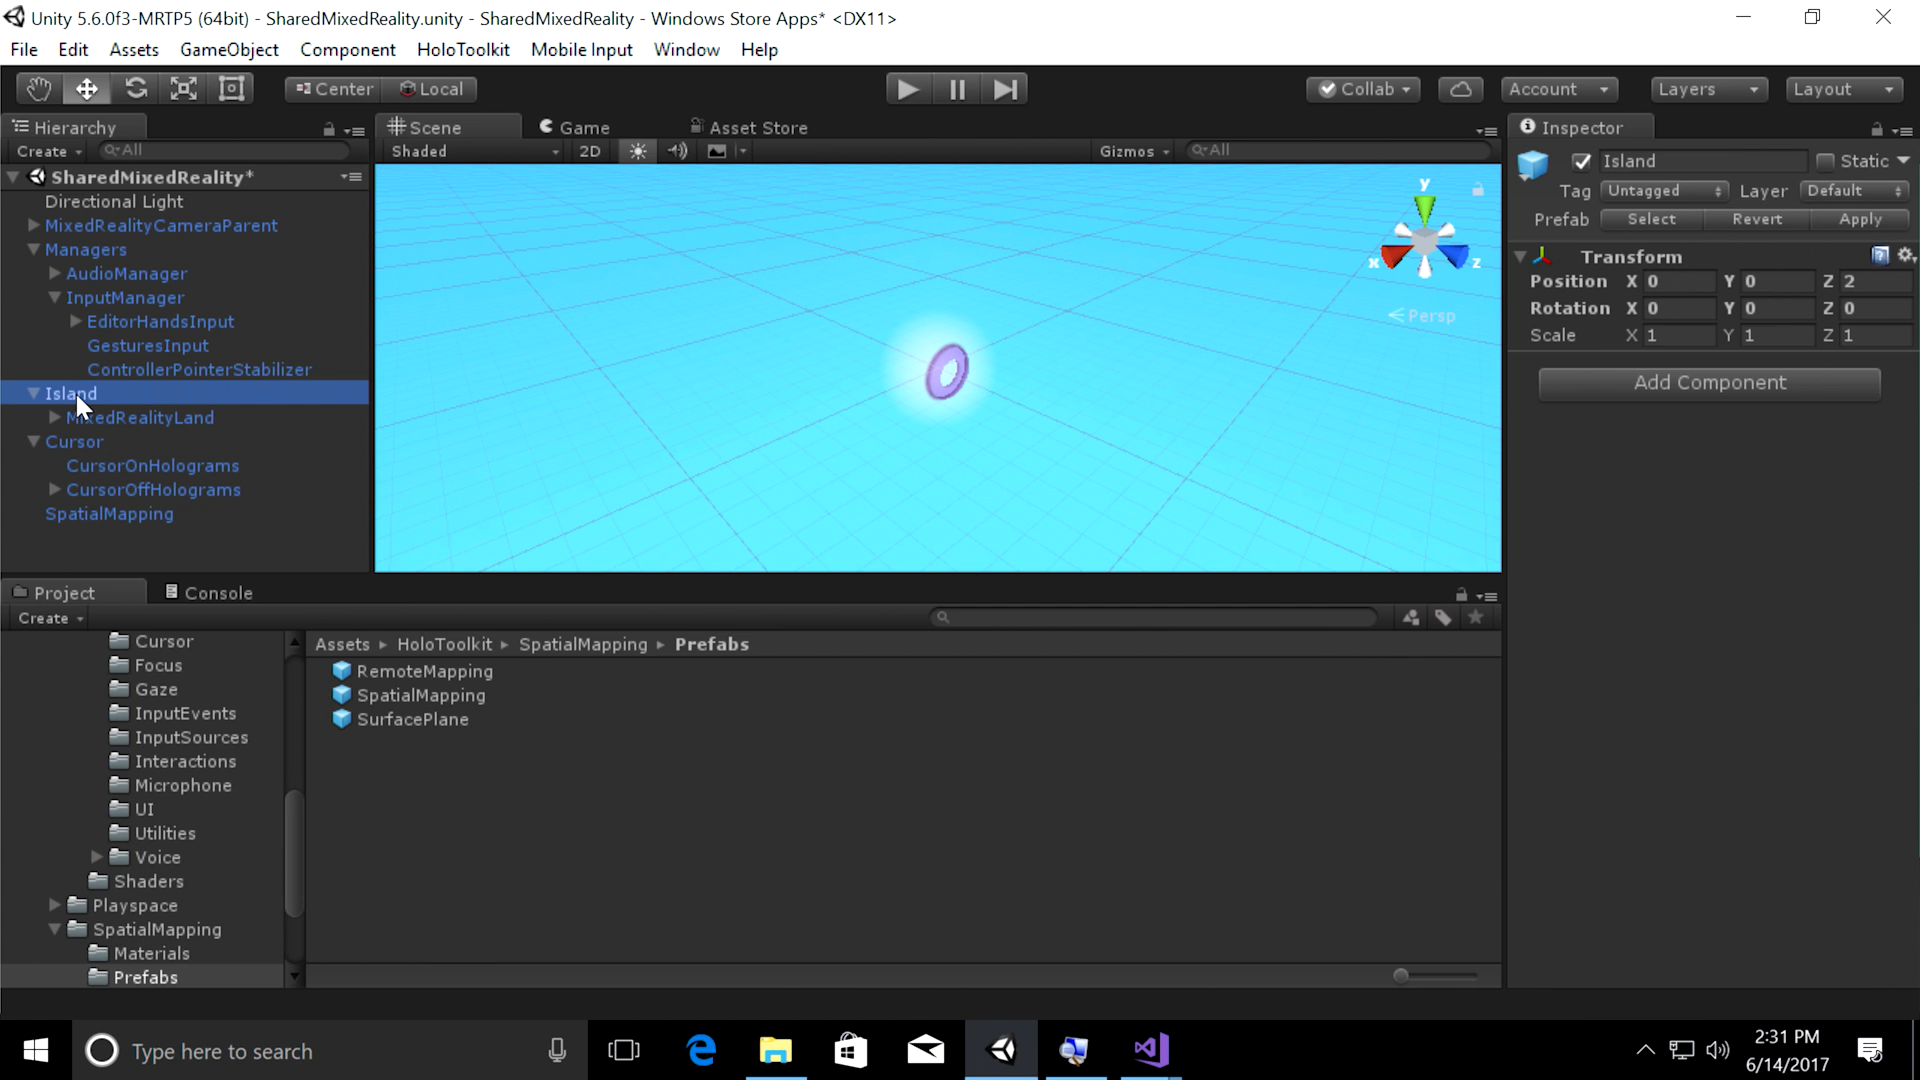 Unity 5.6.0f3-MRTP5 (64bit) - SharedMixedReality.unity - SharedMixedReality - Windows Store Apps* <DX11>
File Edit Assets GameObject Component HoloToolkit Mobile Input Window Help
Center Local Collab Account Layers Layout
Hierarchy Scene Game Asset Store Inspector
Create All Shaded 2D Gizmos All
SharedMixedReality*
Directional Light
MixedRealityCameraParent
Managers
AudioManager
InputManager
EditorHandsInput
GesturesInput
ControllerPointerStabilizer
Island
MixedRealityLand
Cursor
CursorOnHolograms
CursorOffHolograms
SpatialMapping
y
x z
Persp
Island Static
Tag Untagged Layer Default
Prefab Select Revert Apply
Transform
Position X 0 Y 0 Z 2
Rotation X 0 Y 0 Z 0
Scale X 1 Y 1 Z 1
Add Component
Project Console
Create
Cursor
Focus
Gaze
InputEvents
InputSources
Interactions
Microphone
UI
Utilities
Voice
Shaders
Playspace
SpatialMapping
Materials
Prefabs
Assets HoloToolkit SpatialMapping Prefabs
RemoteMapping
SpatialMapping
SurfacePlane
Type here to search
2:31 PM
6/14/2017